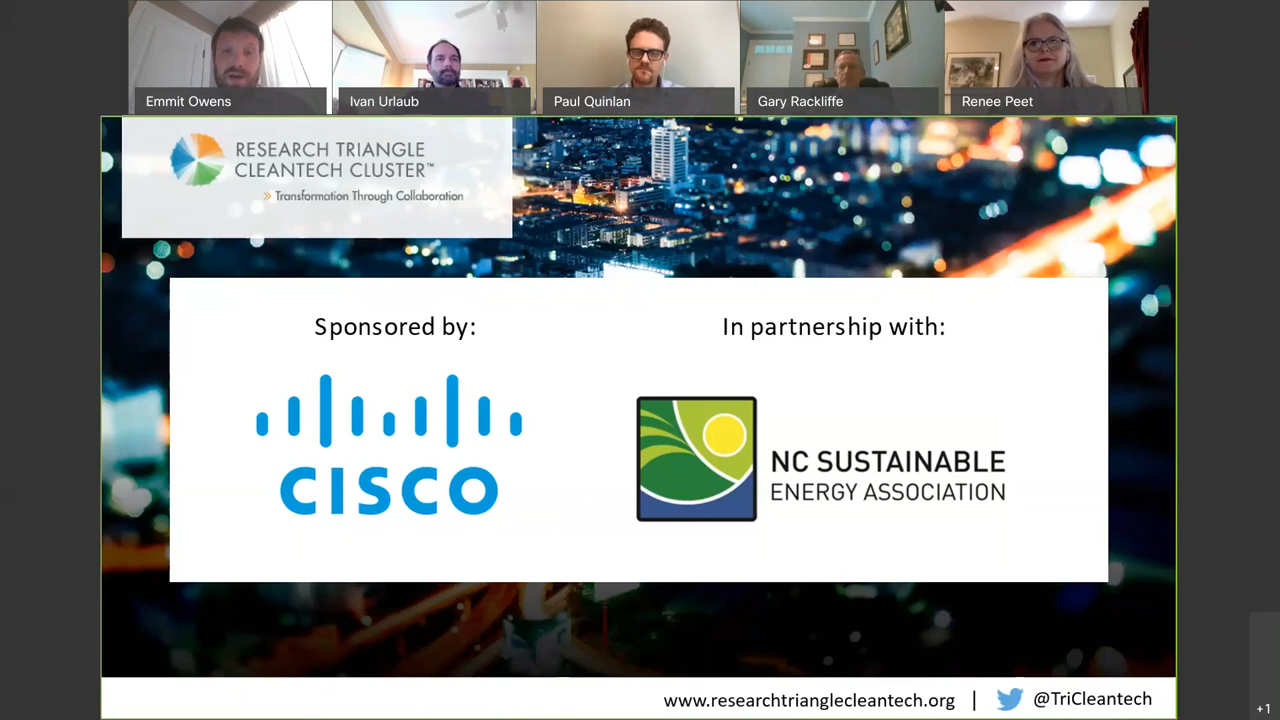 Emmit Owens
Ivan Urlaub
Paul Quinlan
Gary Rackliffe
Renee Peet
RESEARCH TRIANGLE
CLEANTECH CLUSTER™
» Transformation Through Collaboration
Sponsored by:
In partnership with:
CISCO
NC SUSTAINABLE
ENERGY ASSOCIATION
www.researchtrianglecleantech.org | @TriCleantech
+1